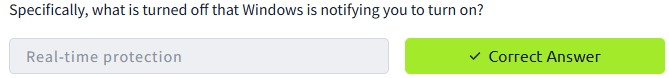 Specifically, what is turned off that Windows is notifying you to turn on?
Real-time protection
✓ Correct Answer